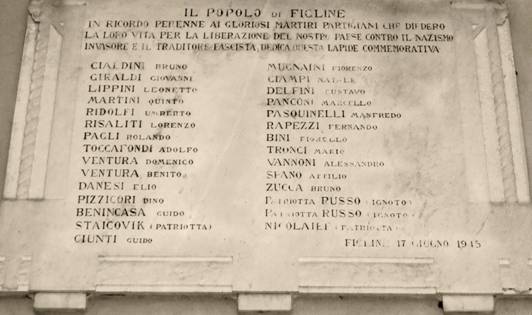 IL POPOLO DI FIGLINE
IN RICORDO PERENNE AI GLORIOSI MARTIRI PARTIGIANI CHE DIEDERO
LA LORO VITA PER LA LIBERAZIONE DEL NOSTRO PAESE CONTRO IL NAZISMO
INVASORE E IL TRADITORE FASCISTA, DEDICA QUESTA LAPIDE COMMEMORATIVA
CIALDINI BRUNO
GIRALDI GIOVANNI
LIPPINI LEONETTO
MARTINI QUINTO
RIDOLFI UMBERTO
RISALITI LORENZO
PAGLI ROLANDO
TOCCAFONDI ADOLFO
VENTURA DOMENICO
VENTURA BENITO
DANESI ELIO
PIZZICORI DINO
BENINCASA GUIDO
STAICOVIK (PATRIOTTA)
GIUNTI GUIDO
MUGNAINI FIORENZO
CIAMPI NATALE
DELFINI GUSTAVO
PANCONI MARCELLO
PASQUINELLI MANFREDO
RAPEZZI FERNANDO
BINI FIORELLO
TRONCI MARIO
VANNONI ALESSANDRO
SPANO ATTILIO
ZUCCA BRUNO
PATRIOTTA RUSSO (IGNOTO)
PATRIOTTA RUSSO (IGNOTO)
NICOLAIEF (PATRIOTTA)
FIGLINE 17 GIUGNO 1945